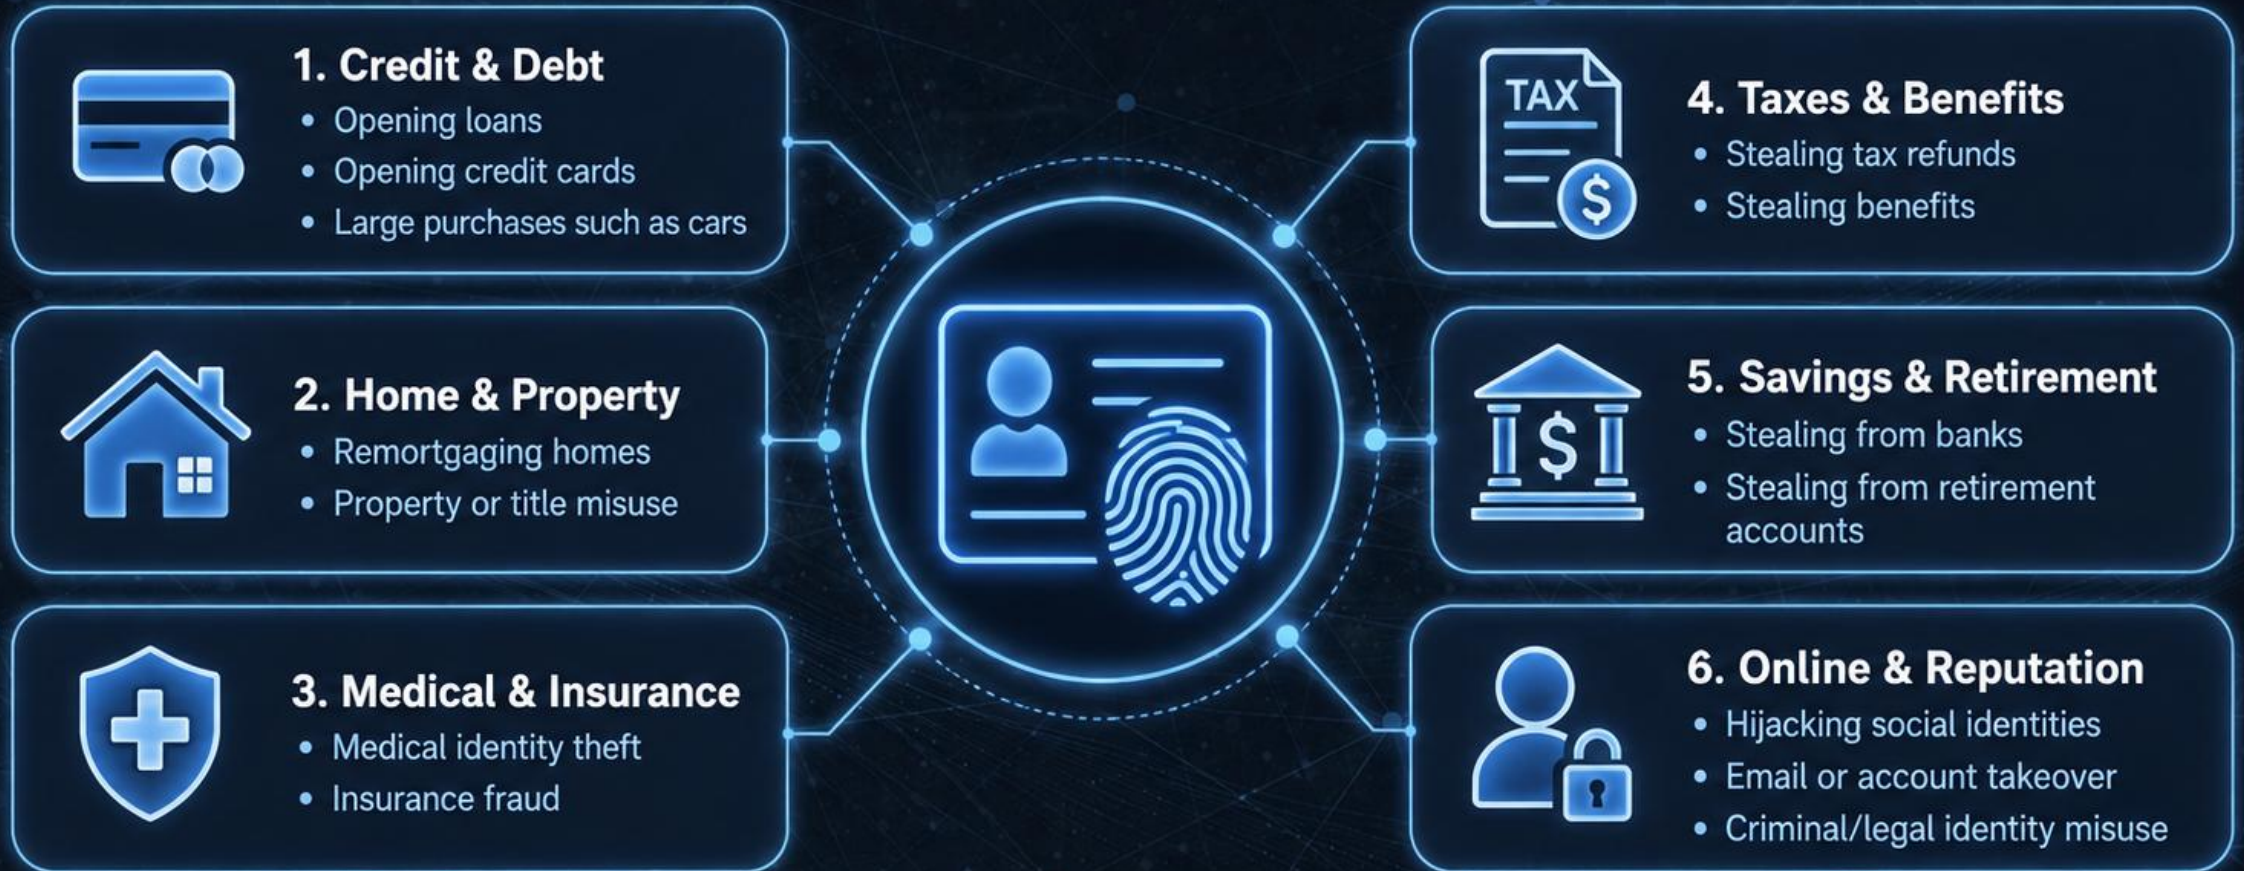 1. Credit & Debt
• Opening loans
• Opening credit cards
• Large purchases such as cars
2. Home & Property
• Remortgaging homes
• Property or title misuse
3. Medical & Insurance
• Medical identity theft
• Insurance fraud
TAX
$
4. Taxes & Benefits
• Stealing tax refunds
• Stealing benefits
$
5. Savings & Retirement
• Stealing from banks
• Stealing from retirement
accounts
6. Online & Reputation
• Hijacking social identities
• Email or account takeover
• Criminal/legal identity misuse